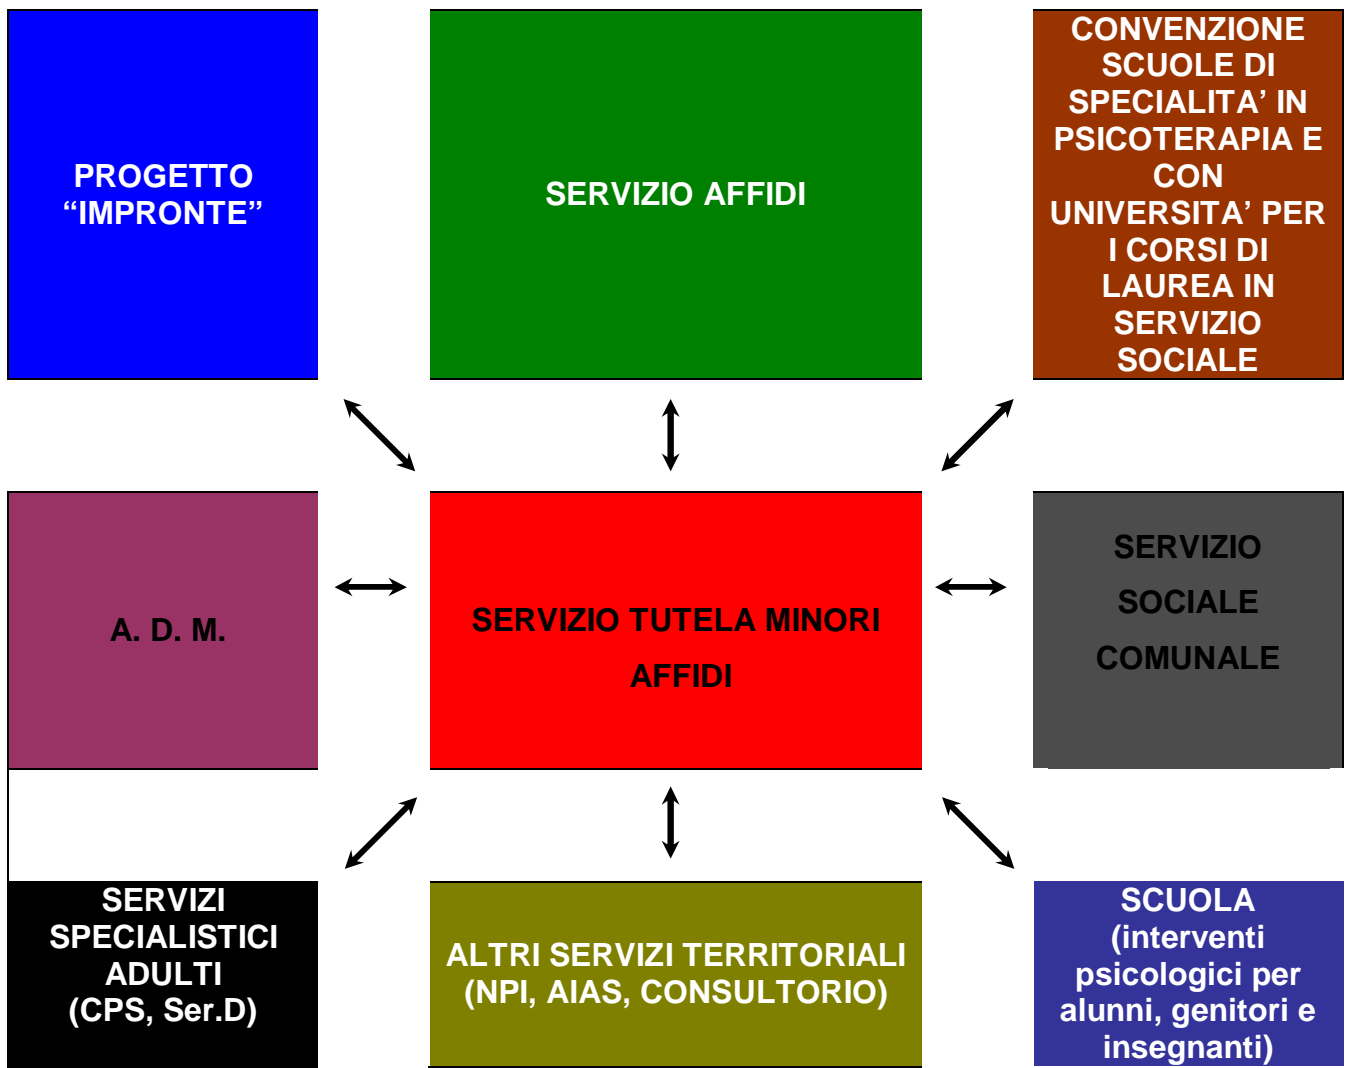 PROGETTO
“IMPRONTE”
SERVIZIO AFFIDI
CONVENZIONE
SCUOLE DI
SPECIALITA’ IN
PSICOTERAPIA E
CON
UNIVERSITA’ PER
I CORSI DI
LAUREA IN
SERVIZIO
SOCIALE
A. D. M.
SERVIZIO TUTELA MINORI
AFFIDI
SERVIZIO
SOCIALE
COMUNALE
SERVIZI
SPECIALISTICI
ADULTI
(CPS, Ser.D)
ALTRI SERVIZI TERRITORIALI
(NPI, AIAS, CONSULTORIO)
SCUOLA
(interventi
psicologici per
alunni, genitori e
insegnanti)